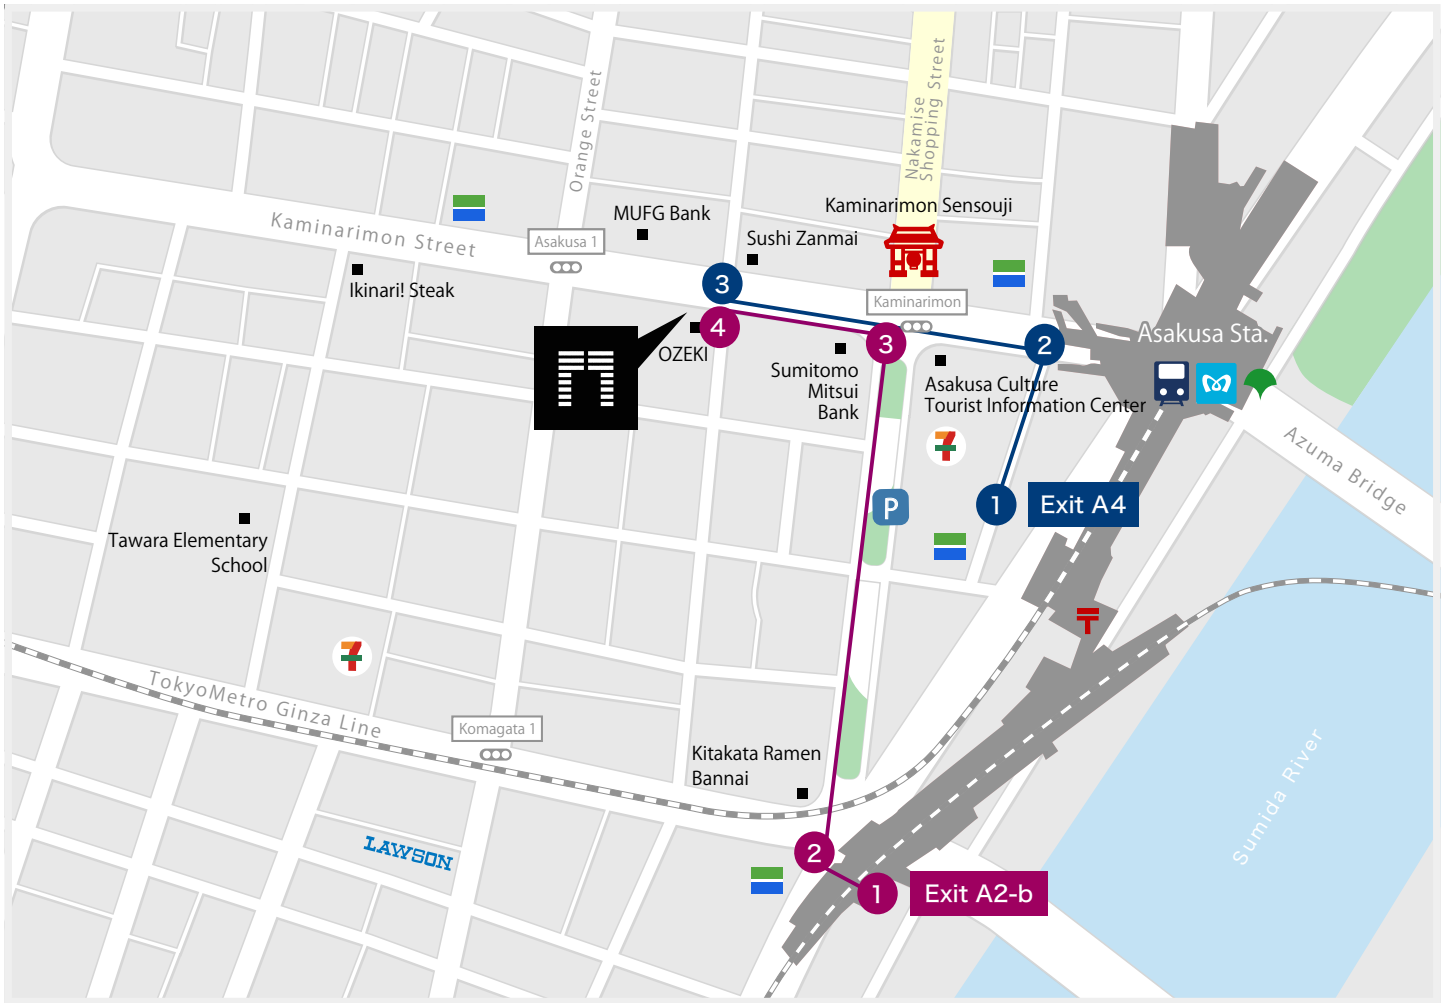 Orange Street
Nakamise
Shopping Street
Kaminarimon Street
Asakusa 1
MUFG Bank
Kaminarimon Sensouji
Sushi Zanmai
Ikinari! Steak
3
Kaminarimon
4
OZEKI
3
2
Asakusa Sta.
Sumitomo
Mitsui
Bank
Asakusa Culture
Tourist Information Center
7
Azuma Bridge
P
1
Exit A4
Tawara Elementary
School
7
TokyoMetro Ginza Line
Komagata 1
Kitakata Ramen
Bannai
Sumida River
LAWSON
2
1
Exit A2-b